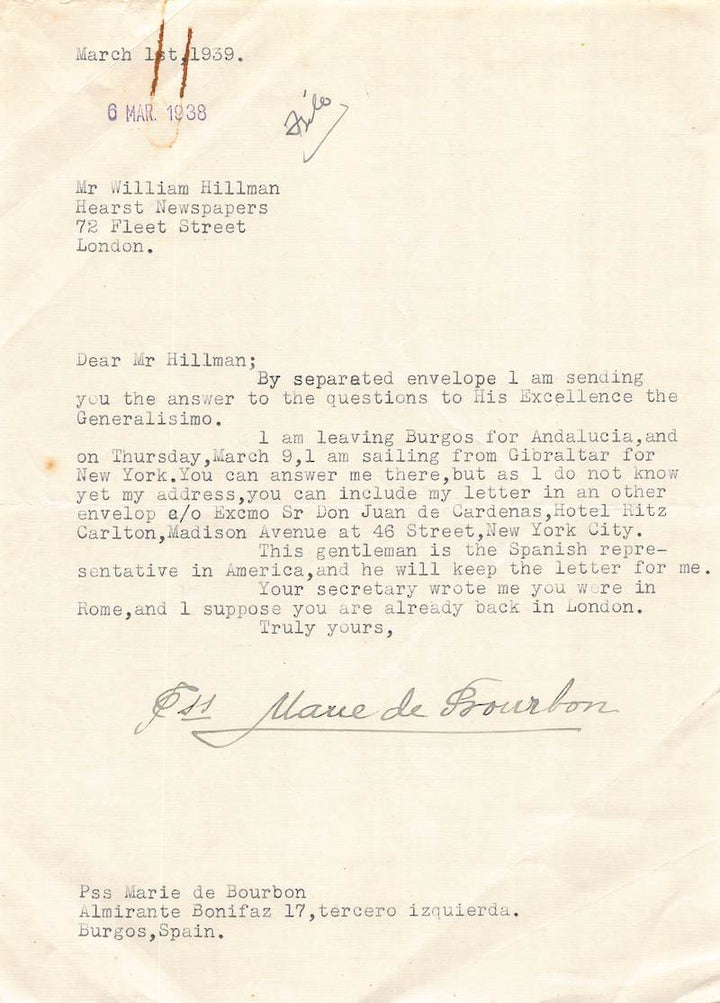 March 1st,1939.
6 MAR. 1938
File
Mr William Hillman
Hearst Newspapers
72 Fleet Street
London.
Dear Mr Hillman;
By separated envelope l am sending
you the answer to the questions to His Excellence the
Generalisimo.
l am leaving Burgos for Andalucia,and
on Thursday,March 9,l am sailing from Gibraltar for
New York.You can answer me there,but as l do not know
yet my address,you can include my letter in an other
envelop c/o Excmo Sr Don Juan de Cardenas,Hotel Ritz
Carlton,Madison Avenue at 46 Street,New York City.
This gentleman is the Spanish repre-
sentative in America,and he will keep the letter for me.
Your secretary wrote me you were in
Rome,and l suppose you are already back in London.
Truly yours,
Pss Marie de Bourbon
Pss Marie de Bourbon
Almirante Bonifaz 17,tercero izquierda.
Burgos,Spain.